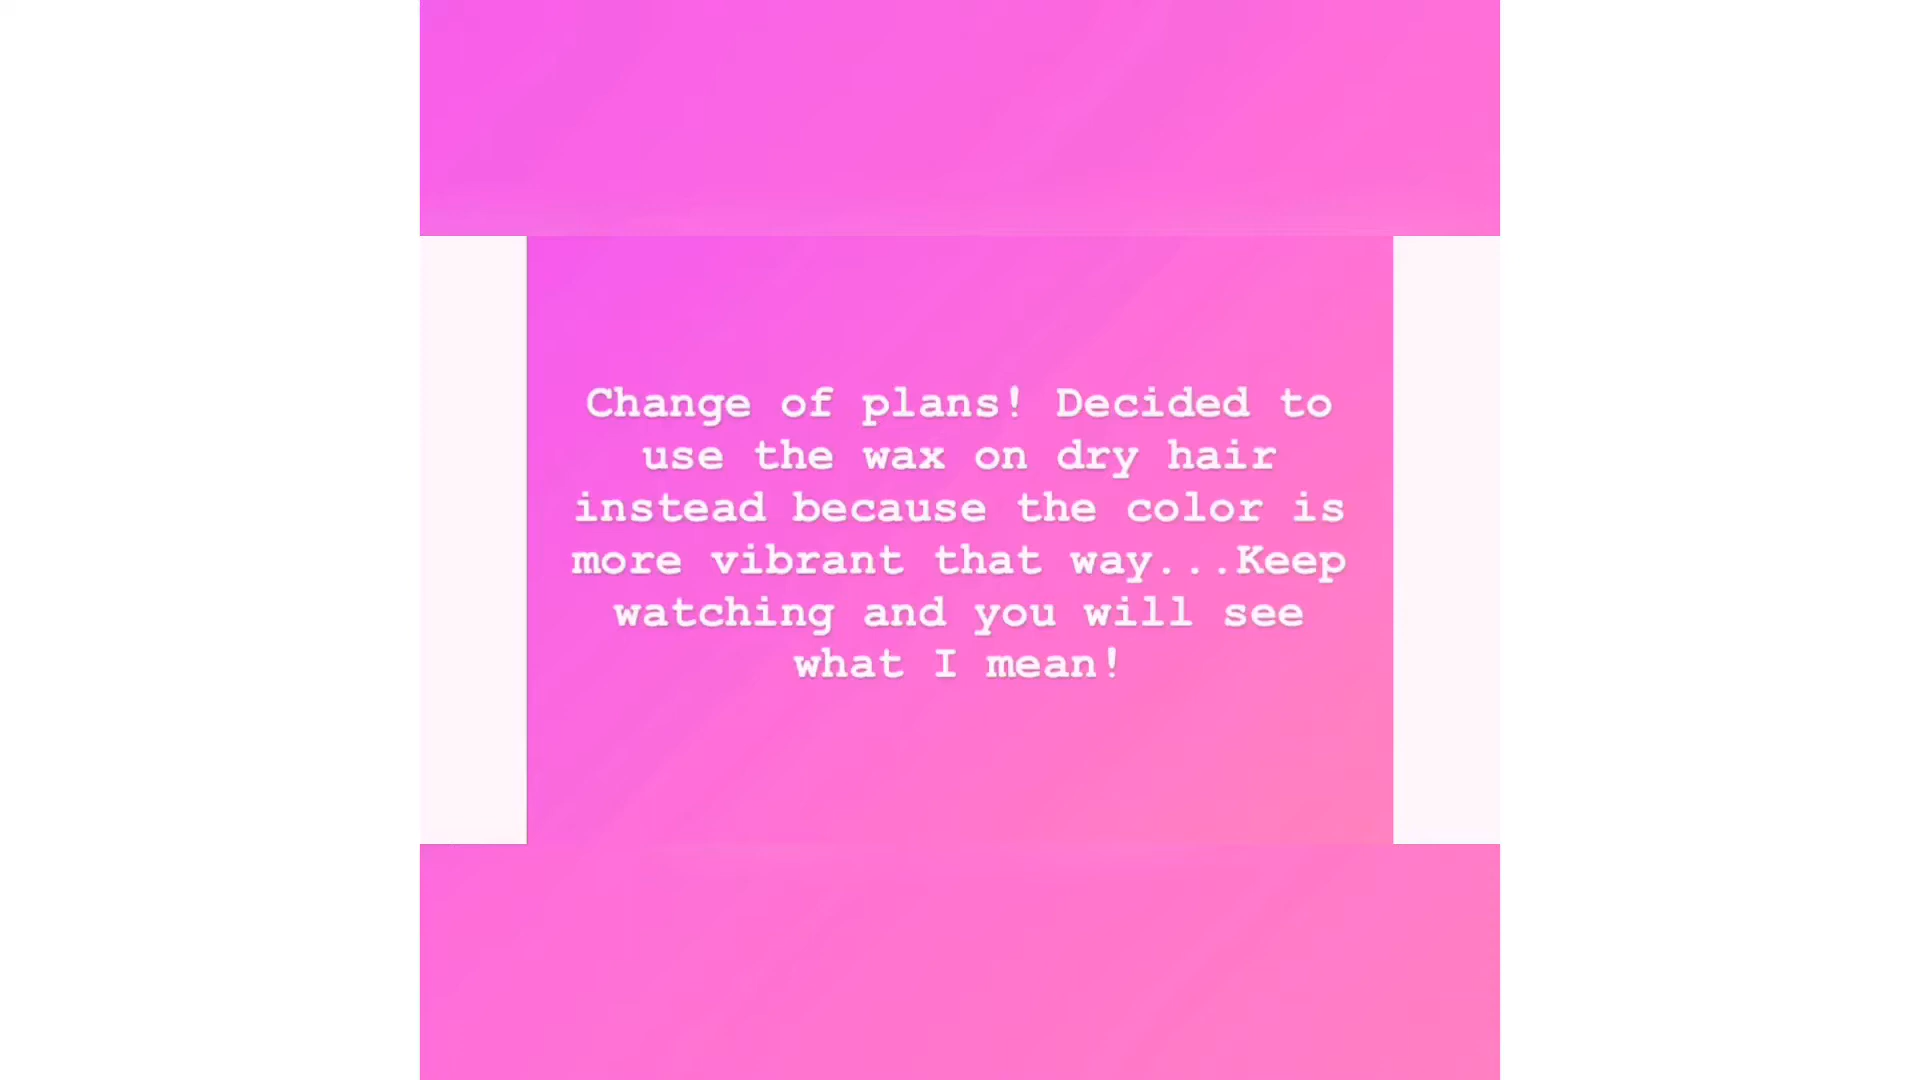 Change of plans! Decided to
use the wax on dry hair
instead because the color is
more vibrant that way...Keep
watching and you will see
what I mean!